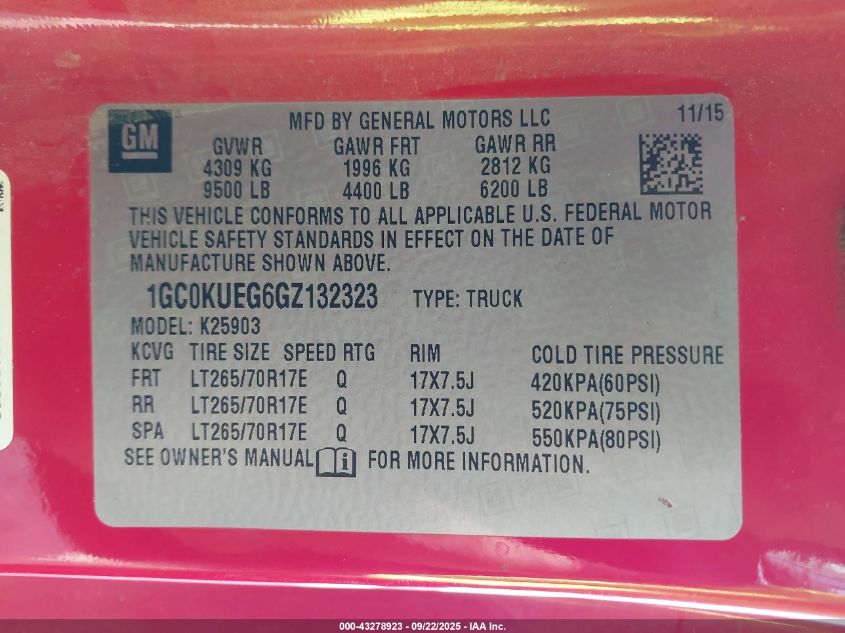 GM
MFD BY GENERAL MOTORS LLC
11/15
GVWR GAWR FRT GAWR RR
4309 KG 1996 KG 2812 KG
9500 LB 4400 LB 6200 LB
THIS VEHICLE CONFORMS TO ALL APPLICABLE U.S. FEDERAL MOTOR
VEHICLE SAFETY STANDARDS IN EFFECT ON THE DATE OF
MANUFACTURE SHOWN ABOVE.
1GC0KUEG6GZ132323 TYPE: TRUCK
MODEL: K25903
KCVG TIRE SIZE SPEED RTG RIM COLD TIRE PRESSURE
FRT LT265/70R17E Q 17X7.5J 420KPA(60PSI)
RR LT265/70R17E Q 17X7.5J 520KPA(75PSI)
SPA LT265/70R17E Q 17X7.5J 550KPA(80PSI)
SEE OWNER'S MANUAL i FOR MORE INFORMATION.
000-43278923 - 09/22/2025 - IAA Inc.